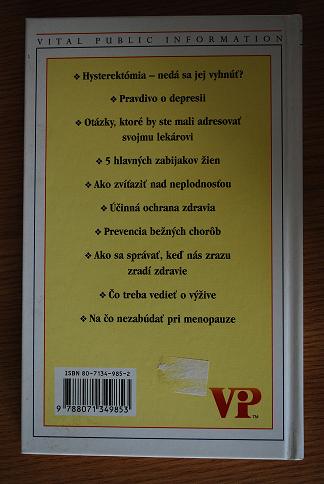 VITAL PUBLIC INFORMATION
❖ Hysterektómia – nedá sa jej vyhnúť?
❖ Pravdivo o depresii
❖ Otázky, ktoré by ste mali adresovať
svojmu lekárovi
❖ 5 hlavných zabijakov žien
❖ Ako zvíťaziť nad neplodnosťou
❖ Účinná ochrana zdravia
❖ Prevencia bežných chorôb
❖ Ako sa správať, keď nás zrazu
zradí zdravie
❖ Čo treba vedieť o výžive
❖ Na čo nezabúdať pri menopauze
ISBN 80-7134-985-2
9 788071 349853
VIP™